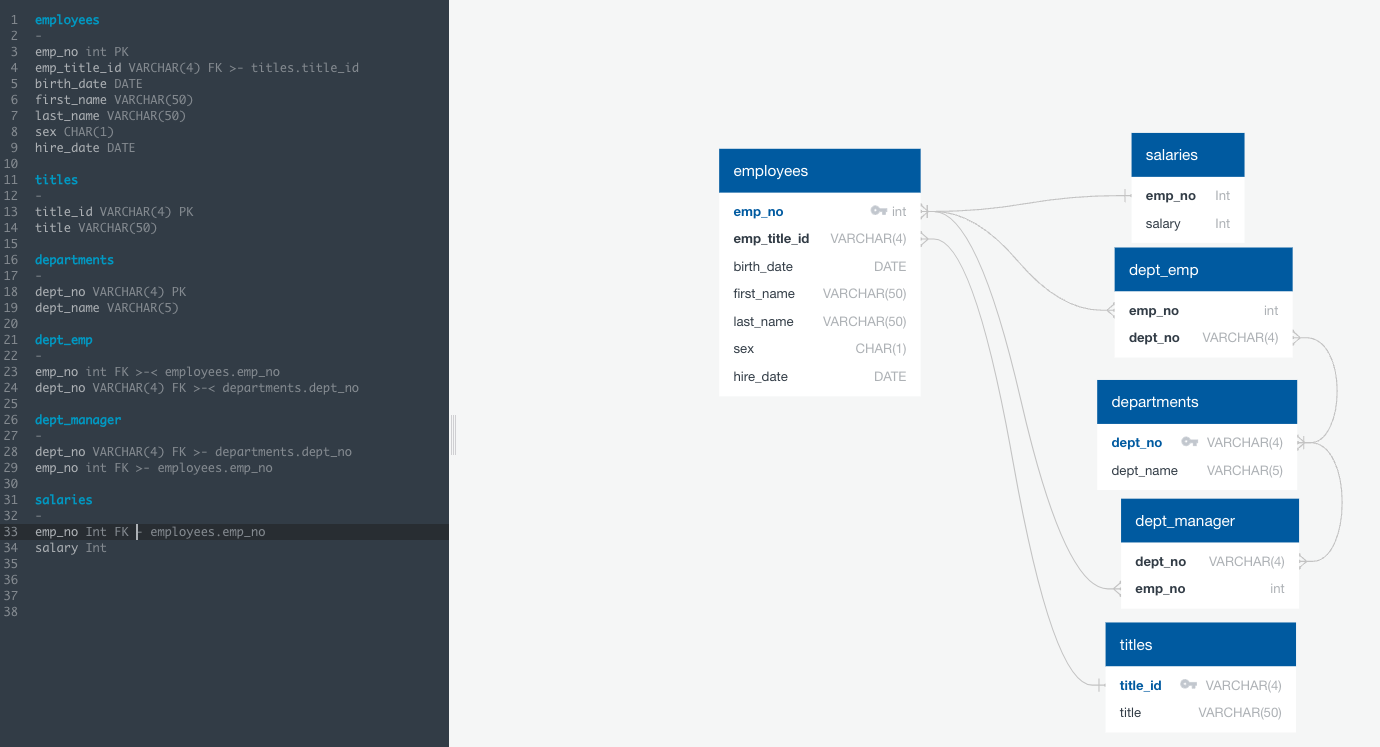 1 employees
2 -
3 emp_no int PK
4 emp_title_id VARCHAR(4) FK >- titles.title_id
5 birth_date DATE
6 first_name VARCHAR(50)
7 last_name VARCHAR(50)
8 sex CHAR(1)
9 hire_date DATE
10
11 titles
12 -
13 title_id VARCHAR(4) PK
14 title VARCHAR(50)
15
16 departments
17 -
18 dept_no VARCHAR(4) PK
19 dept_name VARCHAR(5)
20
21 dept_emp
22 -
23 emp_no int FK >-< employees.emp_no
24 dept_no VARCHAR(4) FK >-< departments.dept_no
25
26 dept_manager
27 -
28 dept_no VARCHAR(4) FK >- departments.dept_no
29 emp_no int FK >- employees.emp_no
30
31 salaries
32 -
33 emp_no Int FK - employees.emp_no
34 salary Int
35
36
37
38
employees
emp_no int
emp_title_id VARCHAR(4)
birth_date DATE
first_name VARCHAR(50)
last_name VARCHAR(50)
sex CHAR(1)
hire_date DATE
salaries
emp_no Int
salary Int
dept_emp
emp_no int
dept_no VARCHAR(4)
departments
dept_no VARCHAR(4)
dept_name VARCHAR(5)
dept_manager
dept_no VARCHAR(4)
emp_no int
titles
title_id VARCHAR(4)
title VARCHAR(50)